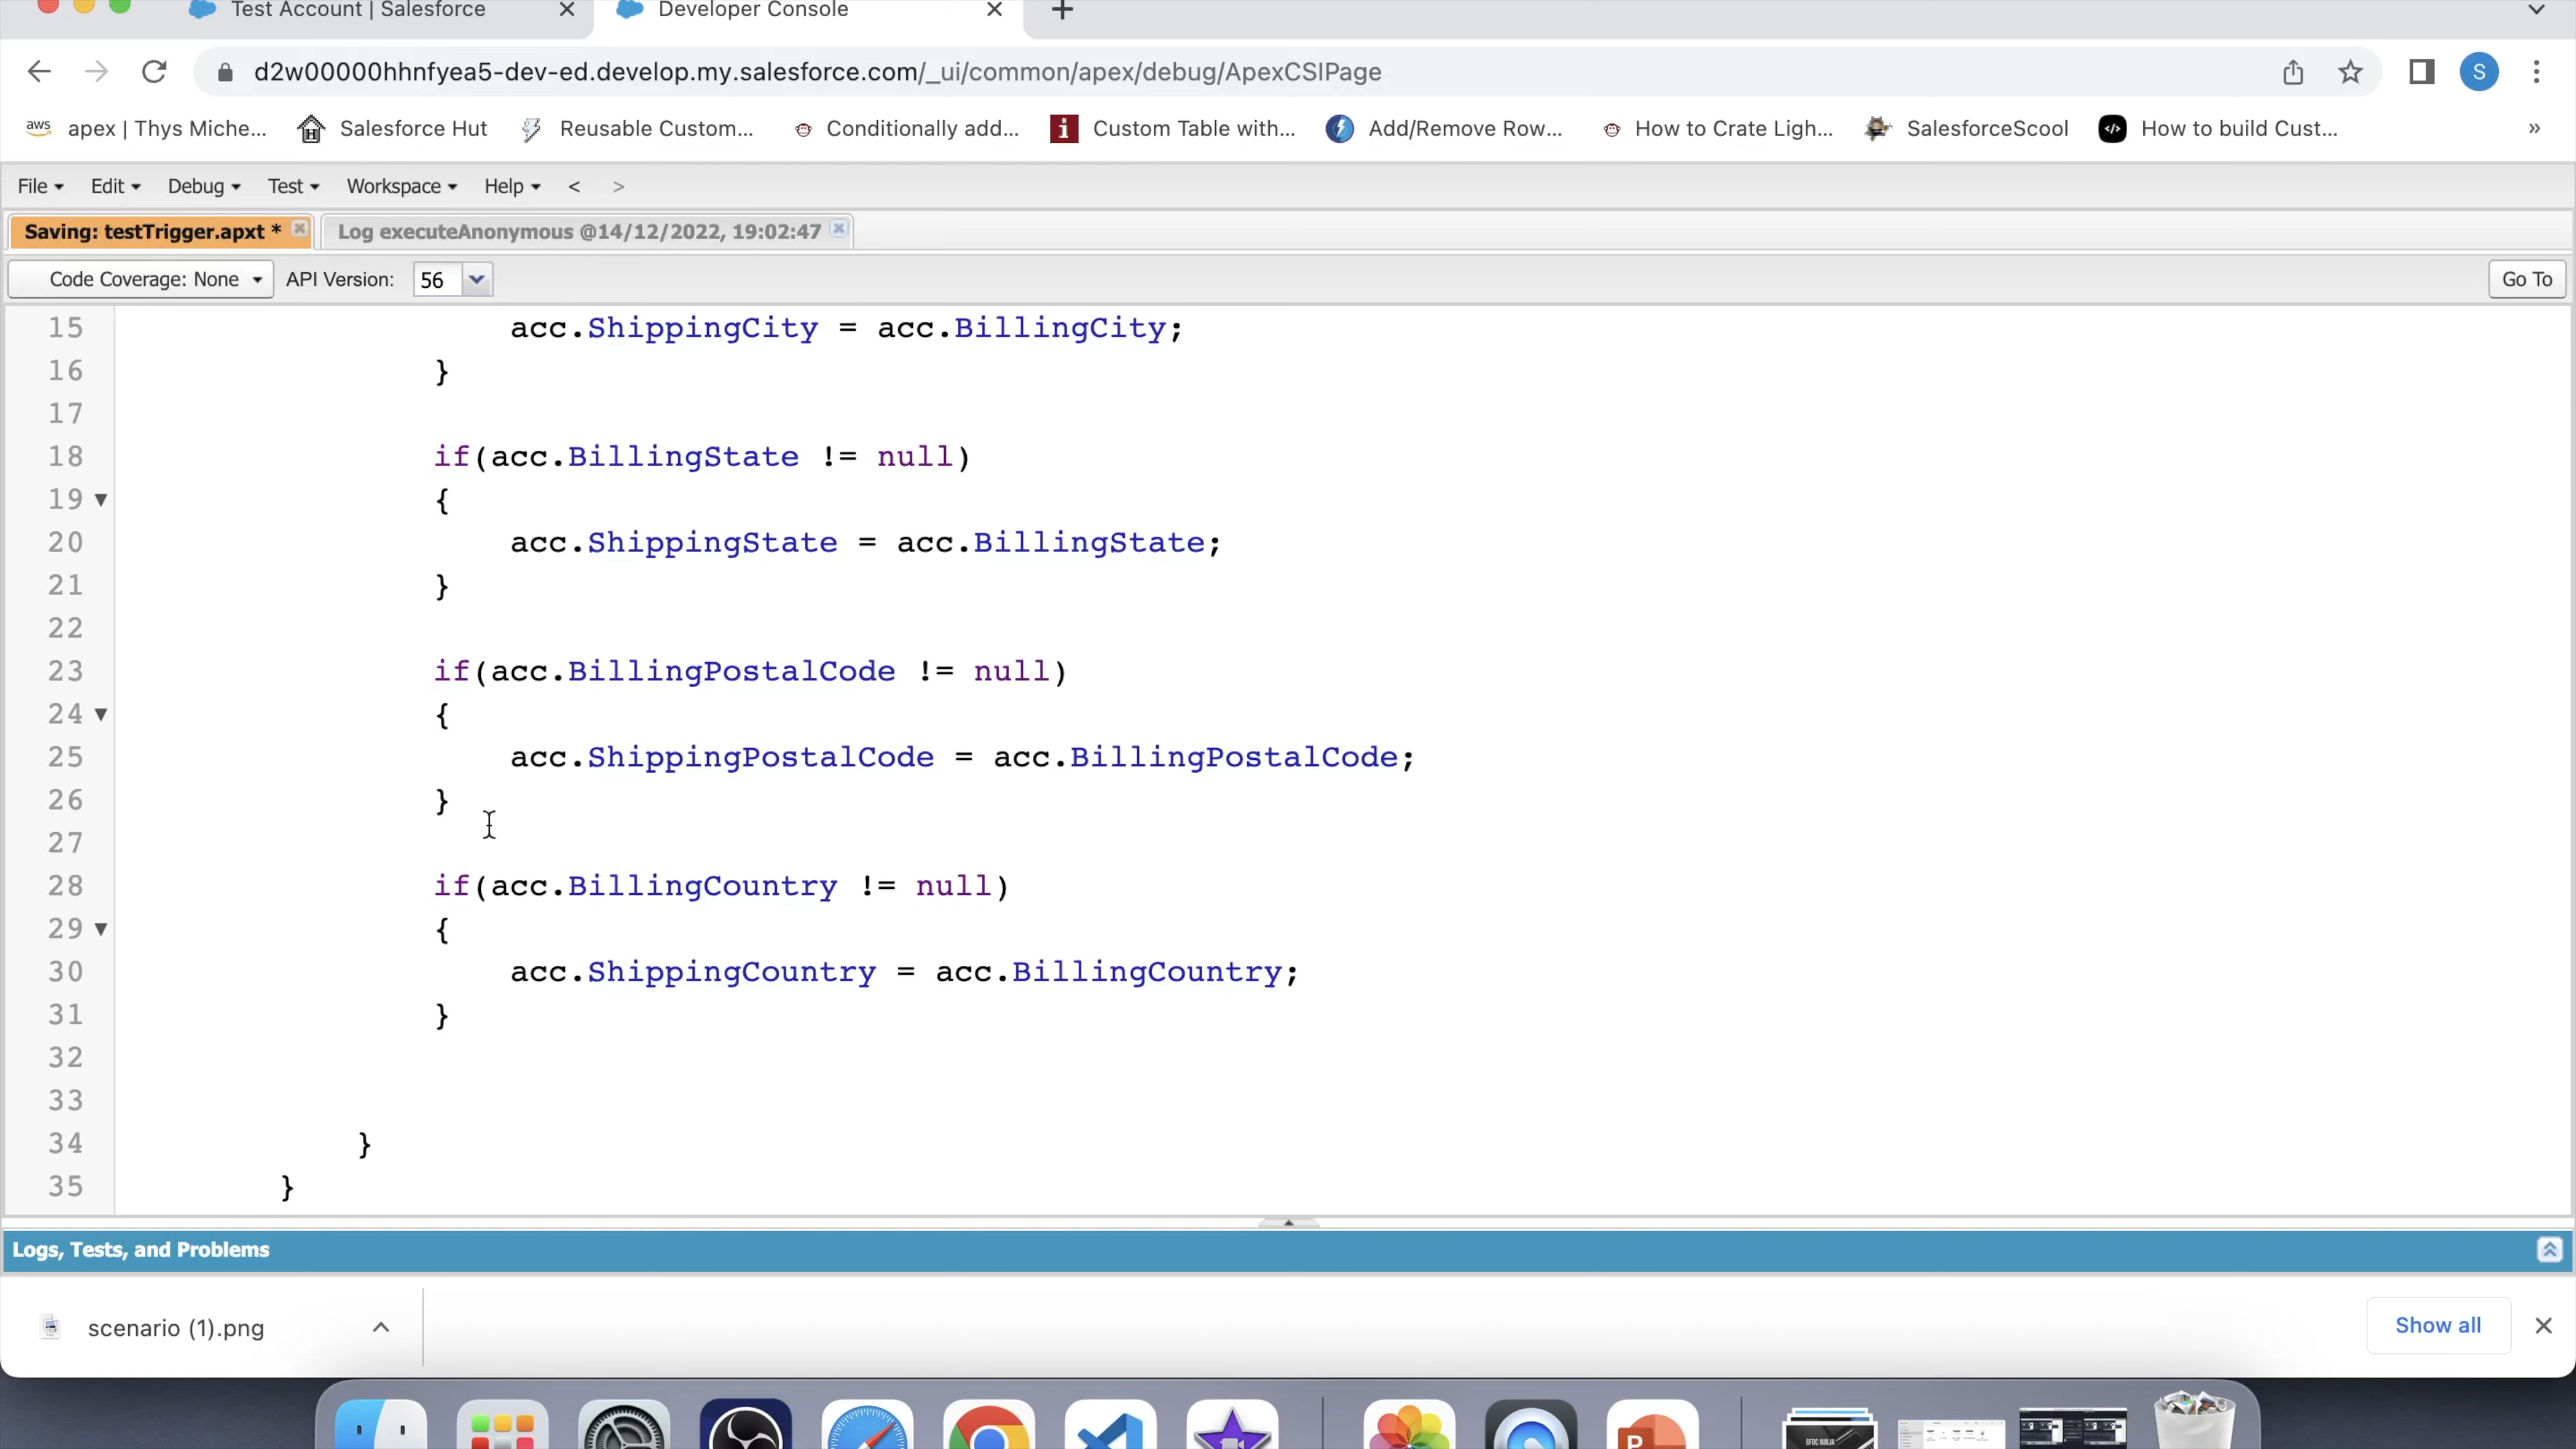 Test Account | Salesforce
Developer Console
d2w00000hhnfyea5-dev-ed.develop.my.salesforce.com/_ui/common/apex/debug/ApexCSIPage
S
aws apex | Thys Miche...
Salesforce Hut
Reusable Custom...
Conditionally add...
Custom Table with...
Add/Remove Row...
How to Crate Ligh...
SalesforceScool
How to build Cust...
»
File Edit Debug Test Workspace Help < >
Saving: testTrigger.apxt *
Log executeAnonymous @14/12/2022, 19:02:47
Code Coverage: None API Version: 56 Go To
15 acc.ShippingCity = acc.BillingCity;
16 }
17
18 if(acc.BillingState != null)
19 {
20 acc.ShippingState = acc.BillingState;
21 }
22
23 if(acc.BillingPostalCode != null)
24 {
25 acc.ShippingPostalCode = acc.BillingPostalCode;
26 }
27
28 if(acc.BillingCountry != null)
29 {
30 acc.ShippingCountry = acc.BillingCountry;
31 }
32
33
34 }
35 }
Logs, Tests, and Problems
scenario (1).png
Show all
P
SFDC NINJA